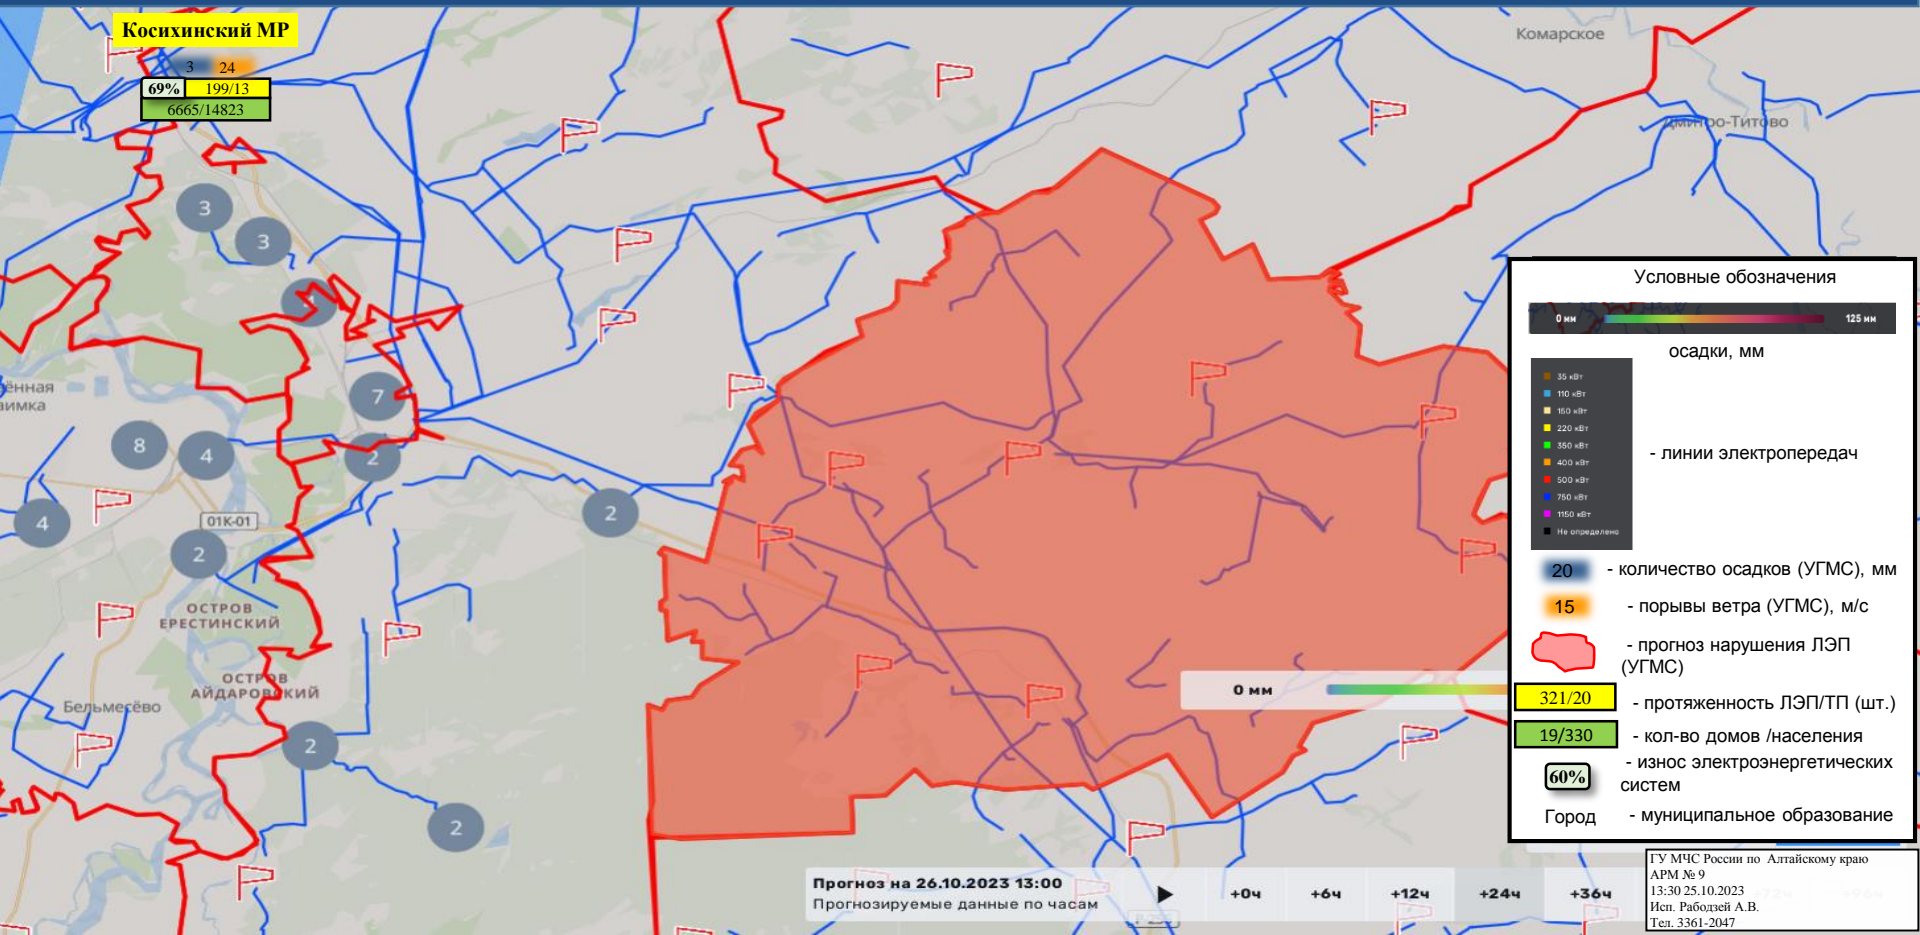 Косихинский МР
3 24
69% 199/13
6665/14823
Комарское
Дмитро-Титово
3
3
7
8
4
2
4
2
2
01К-01
ОСТРОВ
ЕРЕСТИНСКИЙ
ОСТРОВ
АЙДАРОВСКИЙ
Бельмесёво
2
2
0 мм
Условные обозначения
0 мм 125 мм
осадки, мм
35 кВт
110 кВт
150 кВт
220 кВт
350 кВт
400 кВт
500 кВт
750 кВт
1150 кВт
Не определено
- линии электропередач
20 - количество осадков (УГМС), мм
15 - порывы ветра (УГМС), м/с
- прогноз нарушения ЛЭП
(УГМС)
321/20 - протяженность ЛЭП/ТП (шт.)
19/330 - кол-во домов /населения
60% - износ электроэнергетических
систем
Город - муниципальное образование
Прогноз на 26.10.2023 13:00
Прогнозируемые данные по часам
+0ч +6ч +12ч +24ч +36ч
ГУ МЧС России по Алтайскому краю
АРМ № 9
13:30 25.10.2023
Исп. Рабодзей А.В.
Тел. 3361-2047